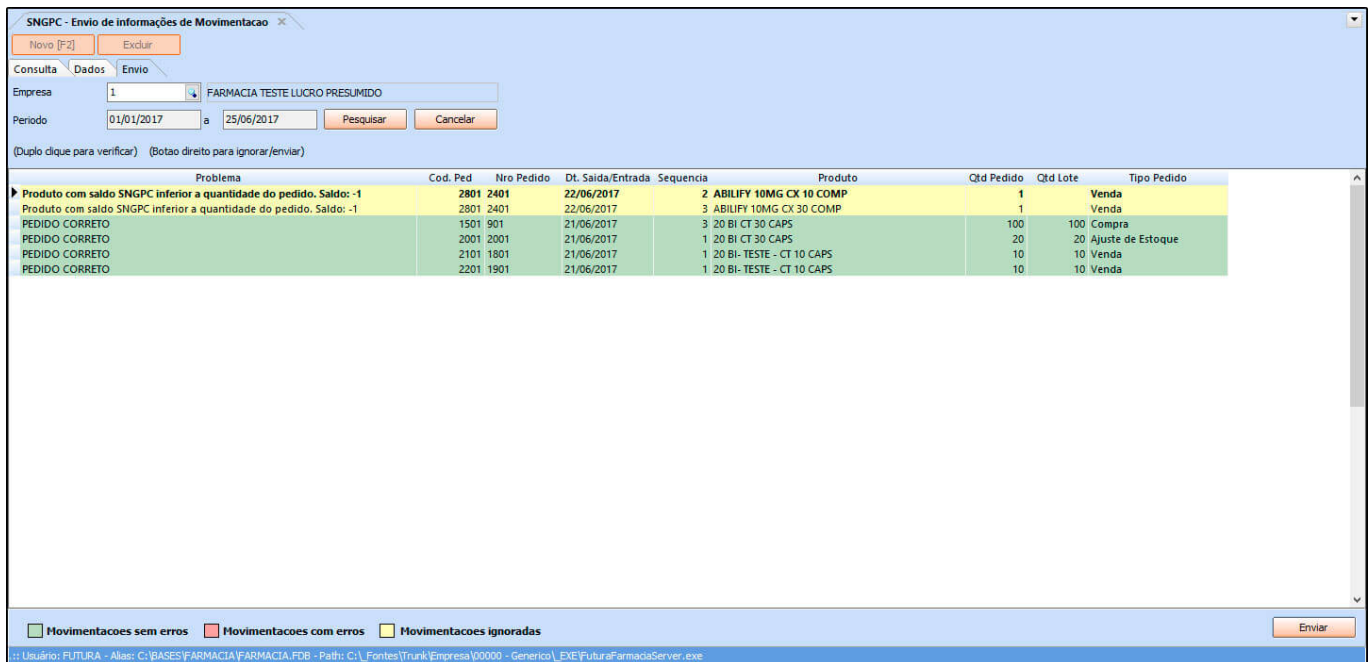 SNGPC - Envio de informações de Movimentacao
Novo [F2] Excluir
Consulta Dados Envio
Empresa 1 FARMACIA TESTE LUCRO PRESUMIDO
Periodo 01/01/2017 a 25/06/2017 Pesquisar Cancelar
(Duplo clique para verificar) (Botao direito para ignorar/enviar)
Problema Cod. Ped Nro Pedido Dt. Saida/Entrada Sequencia Produto Qtd Pedido Qtd Lote Tipo Pedido
Produto com saldo SNGPC inferior a quantidade do pedido. Saldo: -1 2801 2401 22/06/2017 2 ABILIFY 10MG CX 10 COMP 1 Venda
Produto com saldo SNGPC inferior a quantidade do pedido. Saldo: -1 2801 2401 22/06/2017 3 ABILIFY 10MG CX 30 COMP 1 Venda
PEDIDO CORRETO 1501 901 21/06/2017 3 20 BI CT 30 CAPS 100 100 Compra
PEDIDO CORRETO 2001 2001 21/06/2017 1 20 BI CT 30 CAPS 20 20 Ajuste de Estoque
PEDIDO CORRETO 2101 1801 21/06/2017 1 20 BI- TESTE - CT 10 CAPS 10 10 Venda
PEDIDO CORRETO 2201 1901 21/06/2017 1 20 BI- TESTE - CT 10 CAPS 10 10 Venda
Movimentacoes sem erros Movimentacoes com erros Movimentacoes ignoradas Enviar
.:: Usuário: FUTURA - Alias: C:\BASES\FARMACIA\FARMACIA.FDB - Path: C:\_Fontes\Trunk\Empresa\00000 - Generico\_EXE\FuturaFarmaciaServer.exe